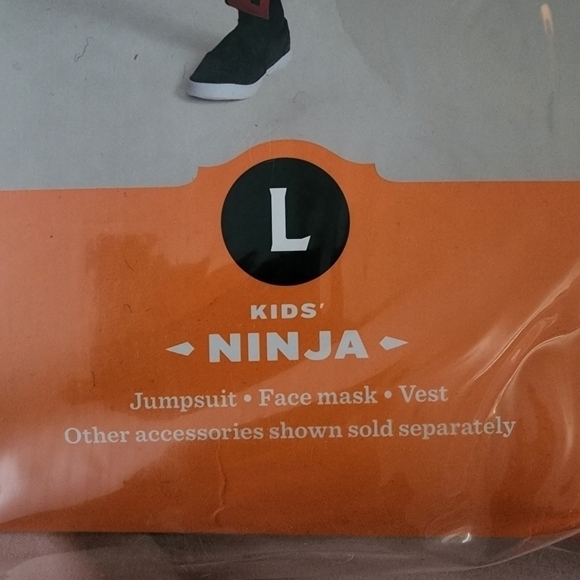 L
KIDS'
NINJA
Jumpsuit • Face mask • Vest
Other accessories shown sold separately